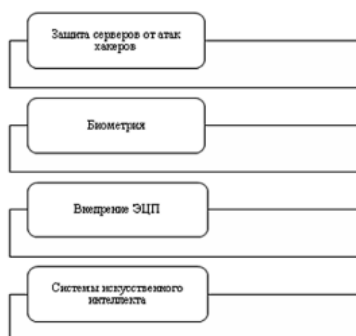 Защита серверов от атак
хакеров
Биометрия
Внедрение ЭЦП
Системы искусственного
интеллекта